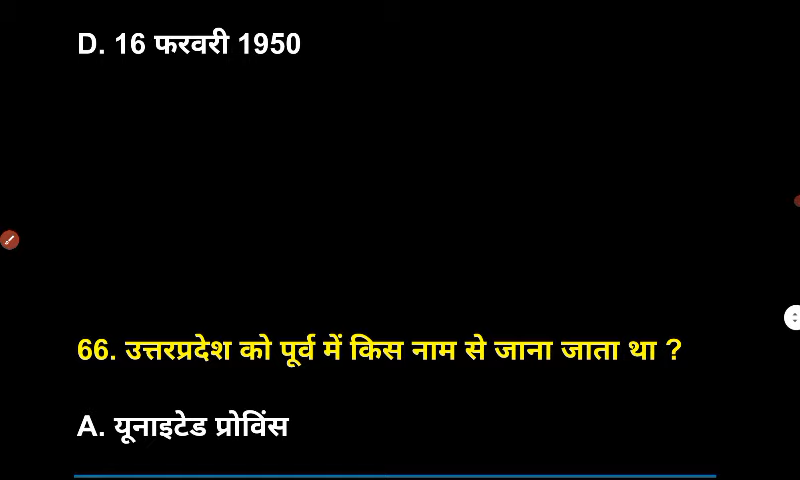 D. 16 फरवरी 1950
66. उत्तरप्रदेश को पूर्व में किस नाम से जाना जाता था ?
A. यूनाइटेड प्रोविंस